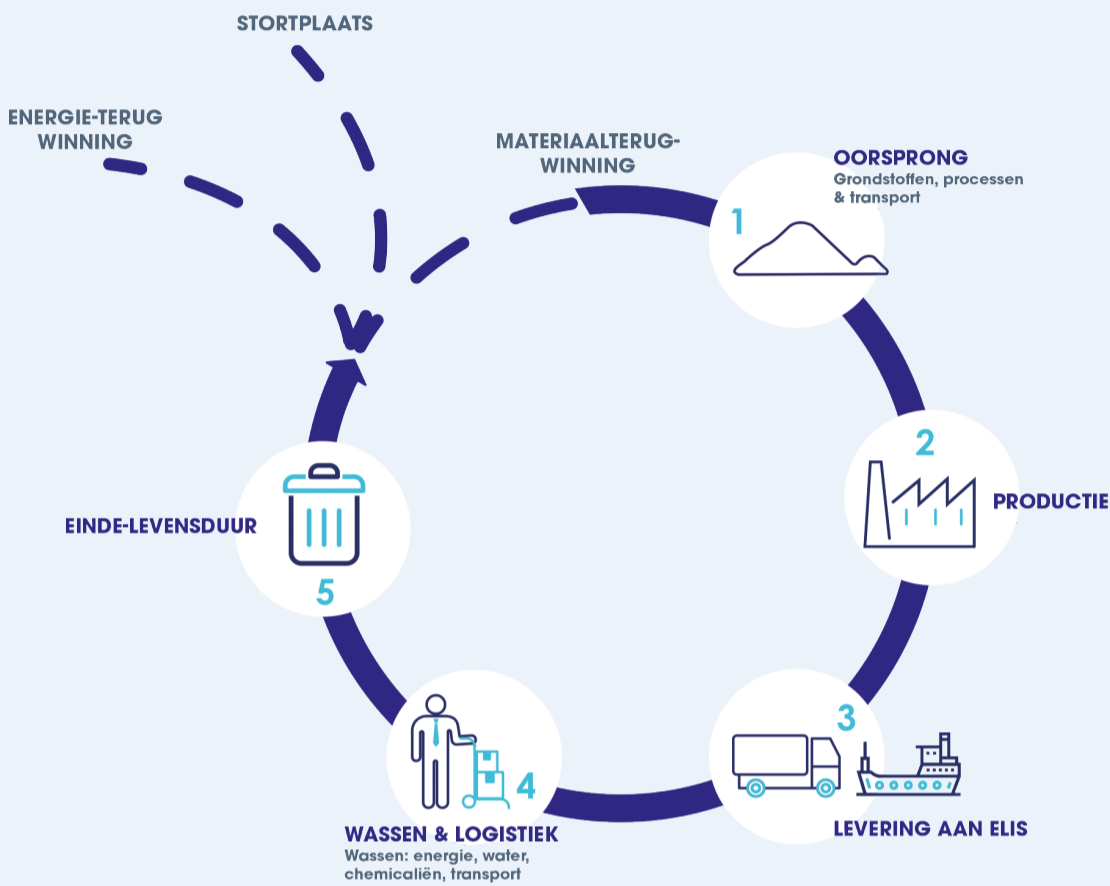 STORTPLAATS
ENERGIE-TERUG
WINNING
MATERIAALTERUG-
WINNING
OORSPRONG
Grondstoffen, processen
& transport
1
2
PRODUCTIE
3
LEVERING AAN ELIS
4
WASSEN & LOGISTIEK
Wassen: energie, water,
chemicaliën, transport
EINDE-LEVENSDUUR
5